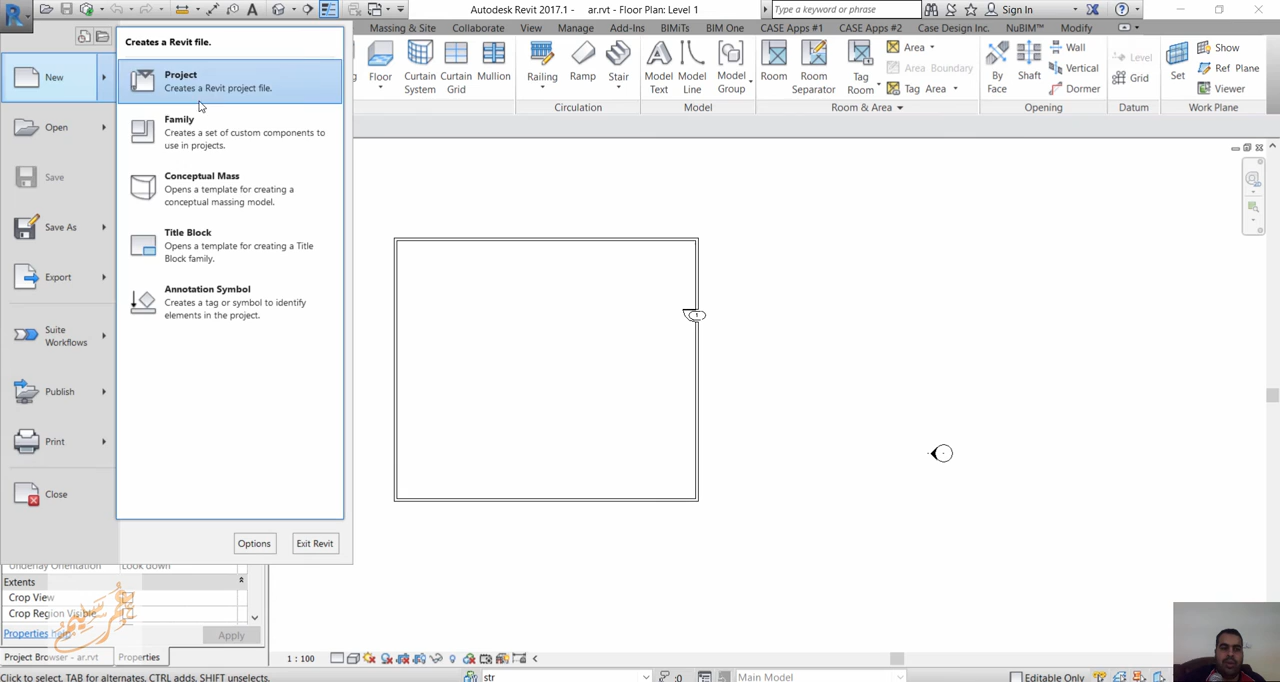 Autodesk Revit 2017.1 - ar.rvt - Floor Plan: Level 1
Type a keyword or phrase
Sign In
Massing & Site Collaborate View Manage Add-Ins BIMiTs BIM One CASE Apps #1 CASE Apps #2 Case Design Inc. NuBIM™ Modify
Creates a Revit file.
New
Project
Creates a Revit project file.
Open
Family
Creates a set of custom components to
use in projects.
Save
Conceptual Mass
Opens a template for creating a
conceptual massing model.
Save As
Title Block
Opens a template for creating a Title
Block family.
Export
Annotation Symbol
Creates a tag or symbol to identify
elements in the project.
Suite
Workflows
Publish
Print
Close
Options
Exit Revit
Floor
Curtain
System
Curtain
Grid
Mullion
Railing
Ramp
Stair
Circulation
Model
Text
Model
Line
Model
Group
Model
Room
Room
Separator
Tag
Room
Area
Area Boundary
Tag Area
Room & Area
By
Face
Shaft
Wall
Vertical
Dormer
Opening
Level
Grid
Datum
Set
Show
Ref Plane
Viewer
Work Plane
1
Underlay Orientation Look down
Extents
Crop View
Crop Region Visible
Properties help
Apply
Project Browser - ar.rvt
Properties
1 : 100
Click to select, TAB for alternates, CTRL adds, SHIFT unselects.
str
:0
Main Model
Editable Only